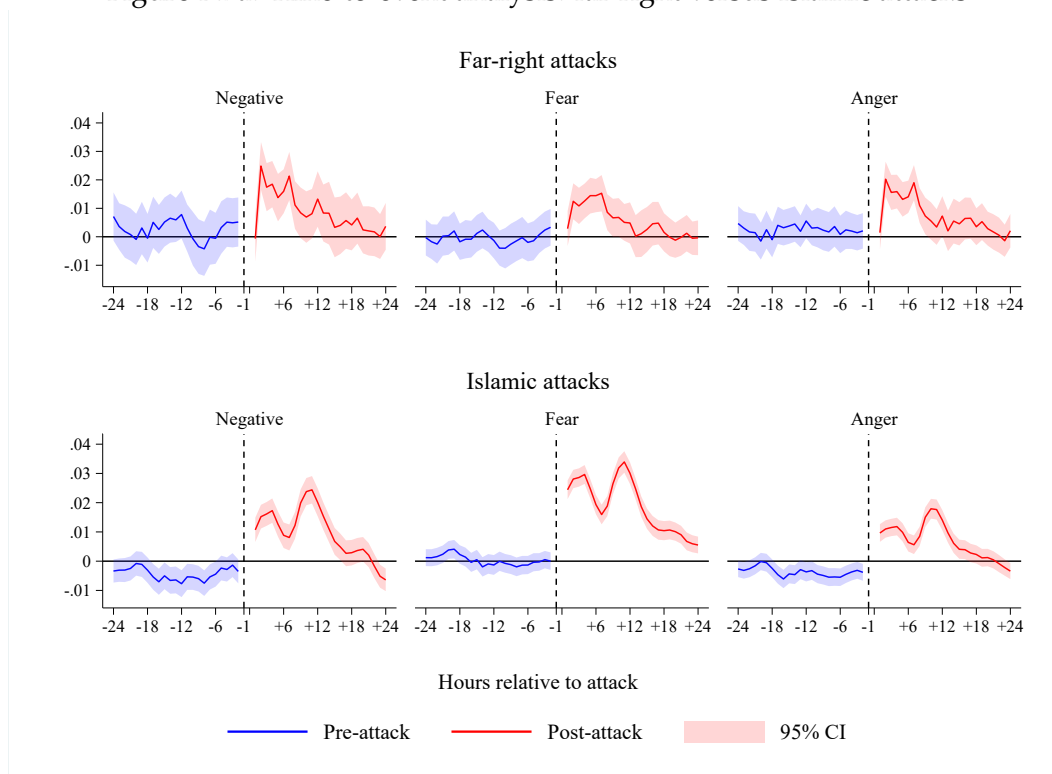 Far-right attacks
Negative Fear Anger
.04
.03
.02
.01
0
-.01
-24 -18 -12 -6 -1 +6 +12 +18 +24 -24 -18 -12 -6 -1 +6 +12 +18 +24 -24 -18 -12 -6 -1 +6 +12 +18 +24
Islamic attacks
Negative Fear Anger
.04
.03
.02
.01
0
-.01
-24 -18 -12 -6 -1 +6 +12 +18 +24 -24 -18 -12 -6 -1 +6 +12 +18 +24 -24 -18 -12 -6 -1 +6 +12 +18 +24
Hours relative to attack
Pre-attack Post-attack 95% CI